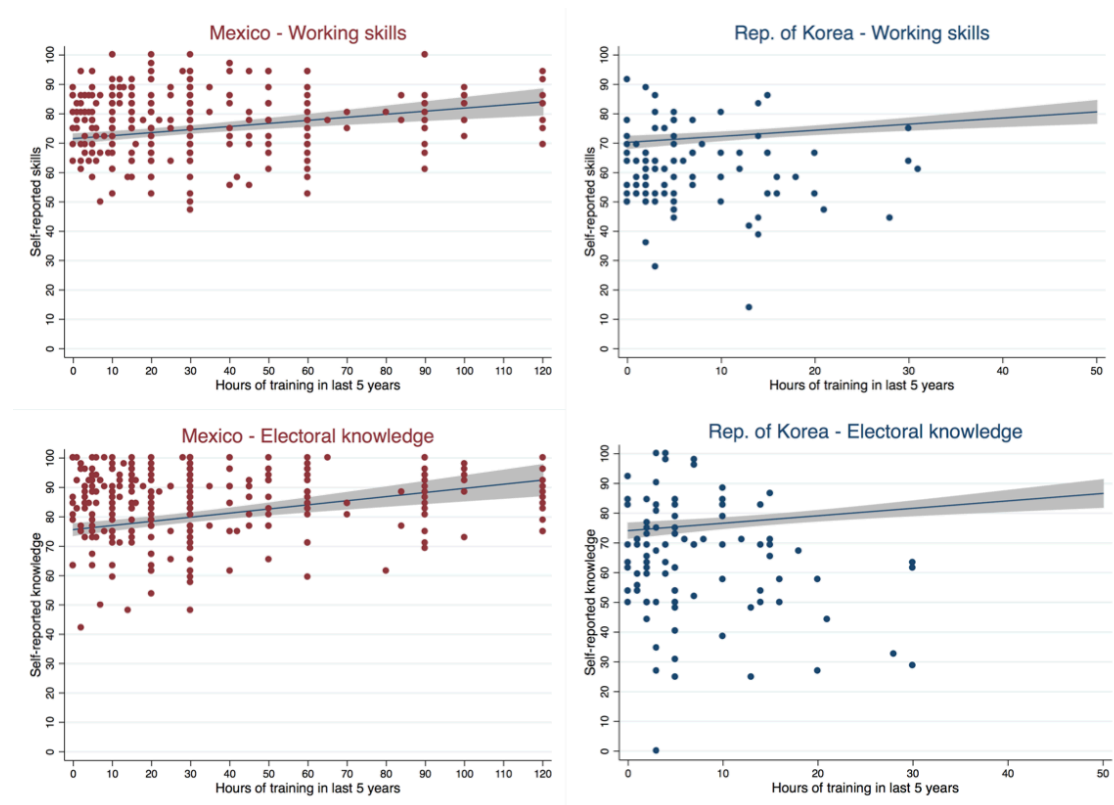 Mexico - Working skills
Self-reported skills
100
90
80
70
60
50
40
30
20
10
0
0 10 20 30 40 50 60 70 80 90 100 110 120
Hours of training in last 5 years
Rep. of Korea - Working skills
Self-reported skills
100
90
80
70
60
50
40
30
20
10
0
0 10 20 30 40 50
Hours of training in last 5 years
Mexico - Electoral knowledge
Self-reported knowledge
100
90
80
70
60
50
40
30
20
10
0
0 10 20 30 40 50 60 70 80 90 100 110 120
Hours of training in last 5 years
Rep. of Korea - Electoral knowledge
Self-reported knowledge
100
90
80
70
60
50
40
30
20
10
0
0 10 20 30 40 50
Hours of training in last 5 years